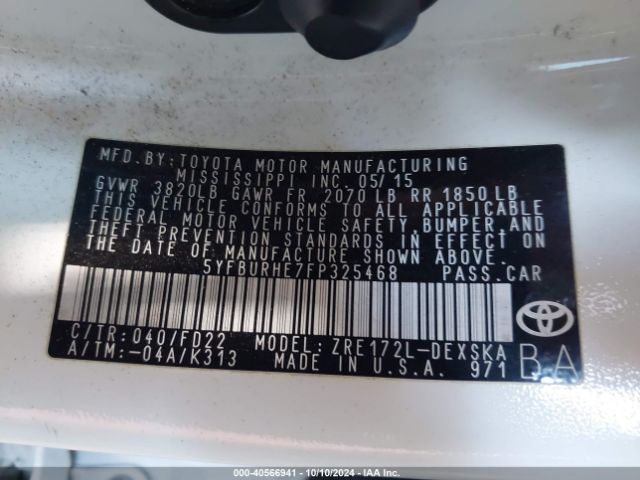 MFD. BY: TOYOTA MOTOR MANUFACTURING
MISSISSIPPI INC. 05/15
GVWR 3820LB GAWR FR 2070 LB RR 1850 LB
THIS VEHICLE CONFORMS TO ALL APPLICABLE
FEDERAL MOTOR VEHICLE SAFETY, BUMPER, AND
THEFT PREVENTION STANDARDS IN EFFECT ON
THE DATE OF MANUFACTURE SHOWN ABOVE.
5YFBURHE7FP325468 PASS. CAR
C/TR: 040/FD22 MODEL: ZRE172L-DEXSKA
A/TM: -04A/K313 MADE IN U.S.A. 971
BA
000-40566941 | 10/10/2024 | IAA Inc.